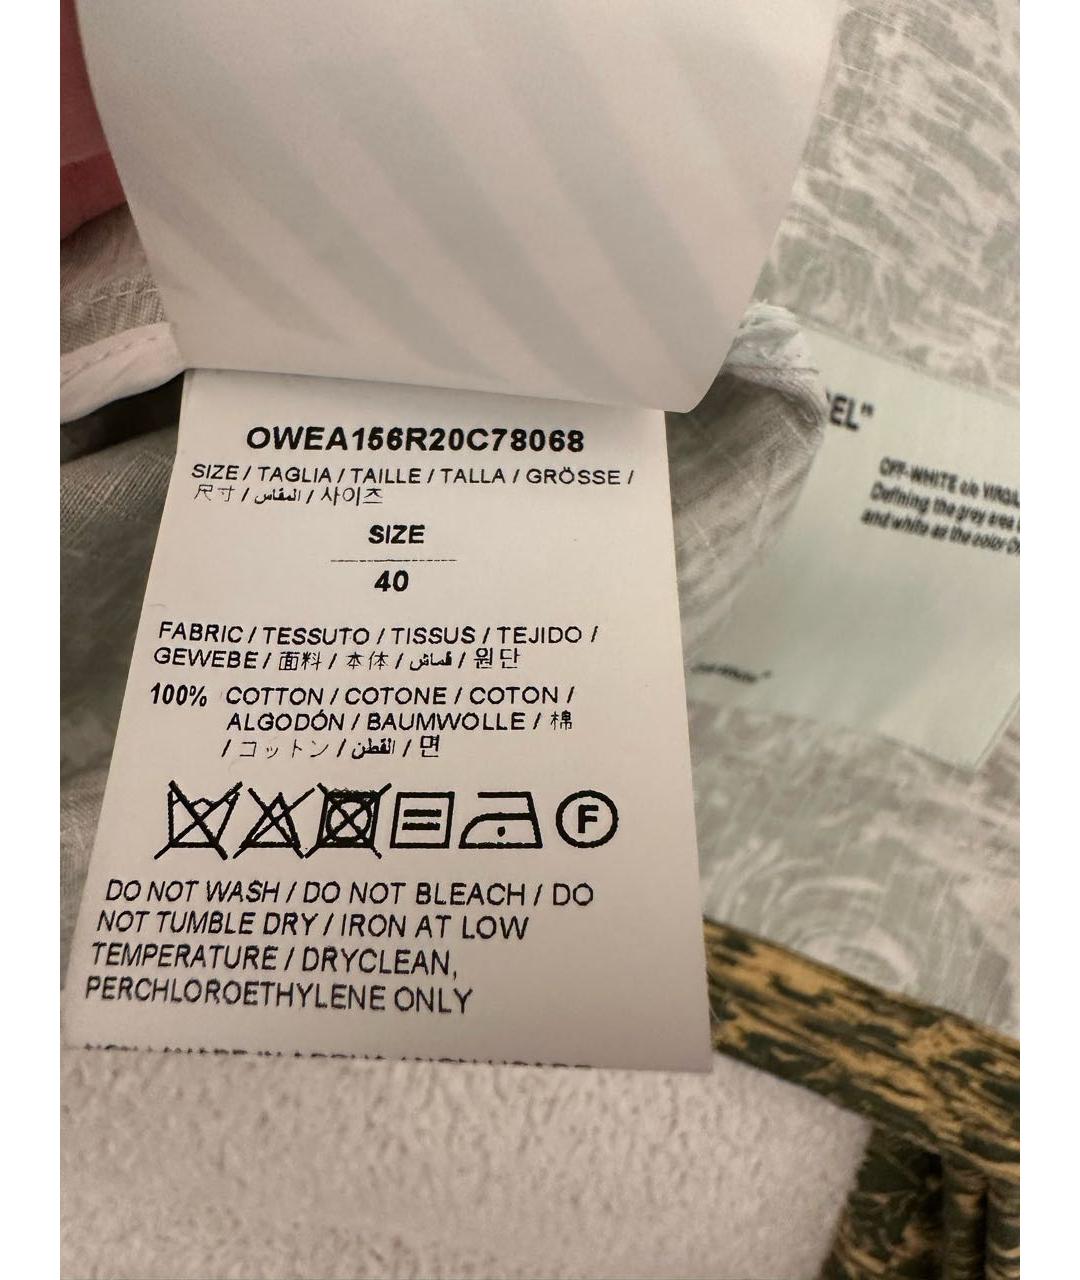 OWEA156R20C78068
SIZE / TAGLIA / TAILLE / TALLA / GRÖSSE /
尺寸 / المقاس / 사이즈
SIZE
40
FABRIC / TESSUTO / TISSUS / TEJIDO /
GEWEBE / 面料 / 本体 / قماش / 원단
100% COTTON / COTONE / COTON /
ALGODÓN / BAUMWOLLE / 棉
/ コットン / القطن / 면
F
DO NOT WASH / DO NOT BLEACH / DO
NOT TUMBLE DRY / IRON AT LOW
TEMPERATURE / DRYCLEAN,
PERCHLOROETHYLENE ONLY
EL"
OFF-WHITE c/o VIRGIL
Defining the grey area
and white as the color